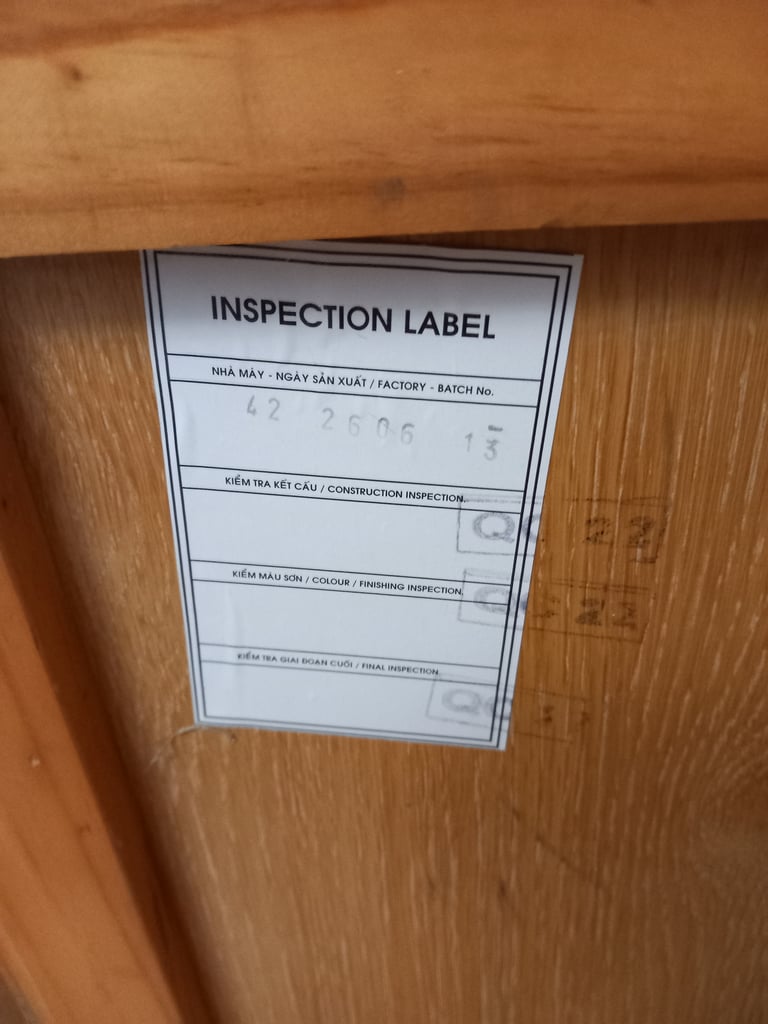 INSPECTION LABEL
NHÀ MÁY - NGÀY SẢN XUẤT / FACTORY - BATCH No.
42 2606 13
KIỂM TRA KẾT CẤU / CONSTRUCTION INSPECTION.
QC 22
KIỂM MÀU SƠN / COLOUR / FINISHING INSPECTION.
QC
KIỂM TRA GIAI ĐOẠN CUỐI / FINAL INSPECTION
QC